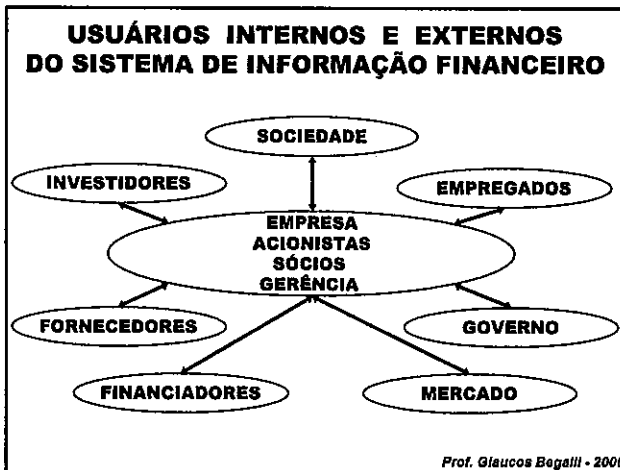 USUÁRIOS INTERNOS E EXTERNOS
DO SISTEMA DE INFORMAÇÃO FINANCEIRO
SOCIEDADE
INVESTIDORES
EMPREGADOS
EMPRESA
ACIONISTAS
SÓCIOS
GERÊNCIA
FORNECEDORES
GOVERNO
FINANCIADORES
MERCADO
Prof. Glaucos Begalli -